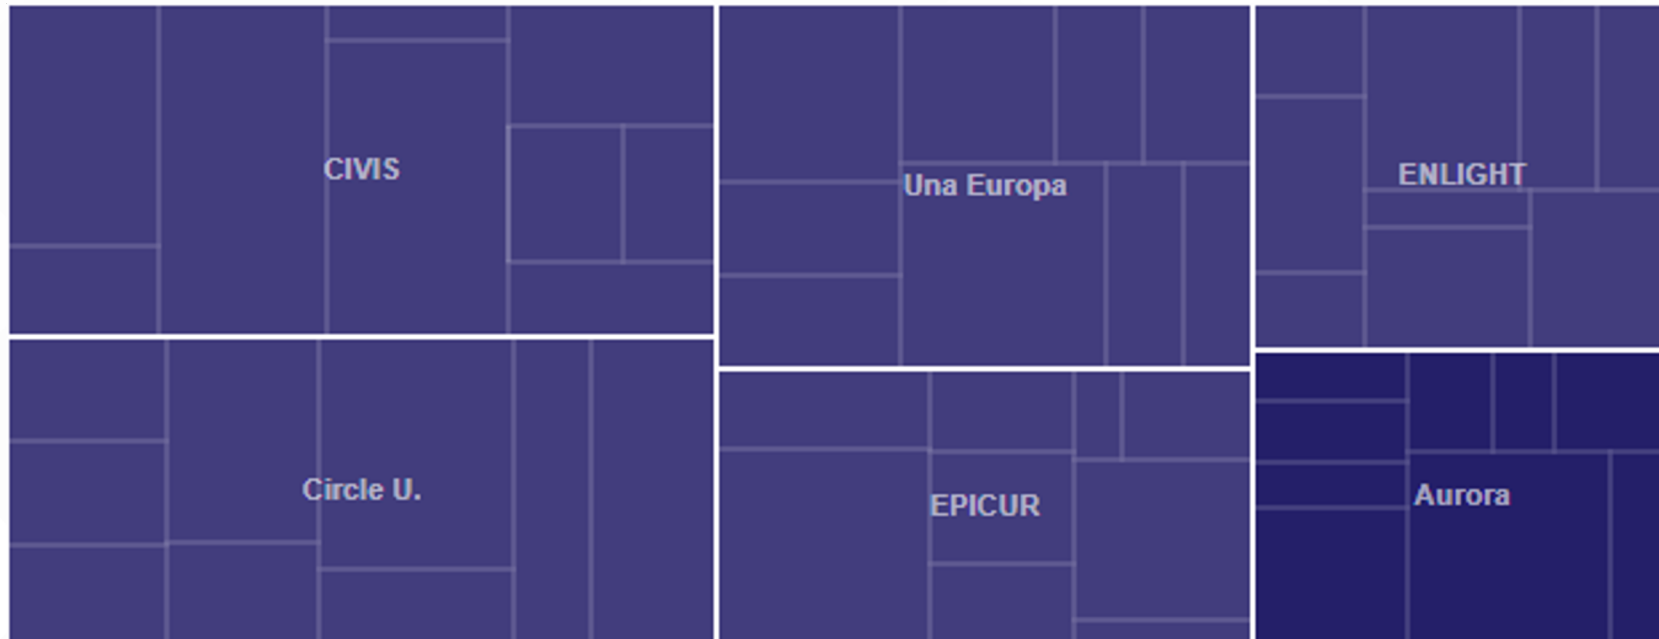 CIVIS
Una Europa
ENLIGHT
Circle U.
EPICUR
Aurora